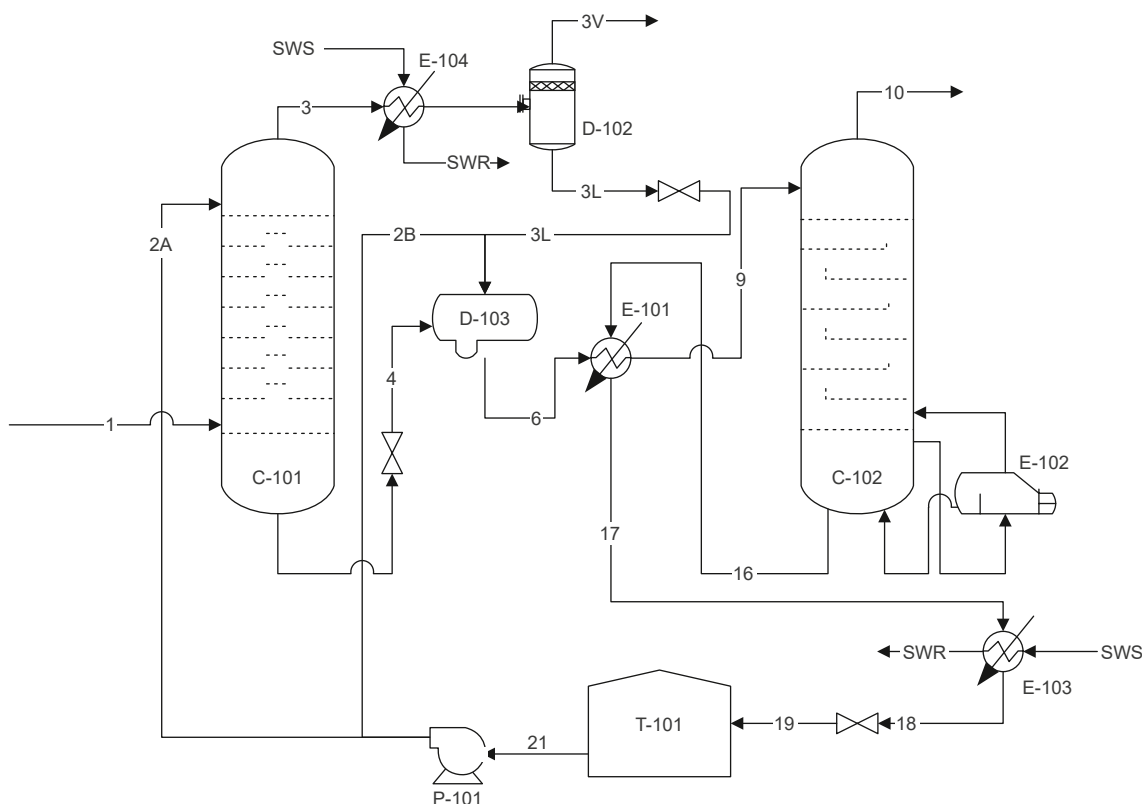 3V
SWS
E-104
10
3
D-102
SWR
3L
2A
2B
3L
9
D-103
E-101
4
6
1
C-101
C-102
E-102
17
16
SWR
SWS
E-103
T-101
19
18
21
P-101